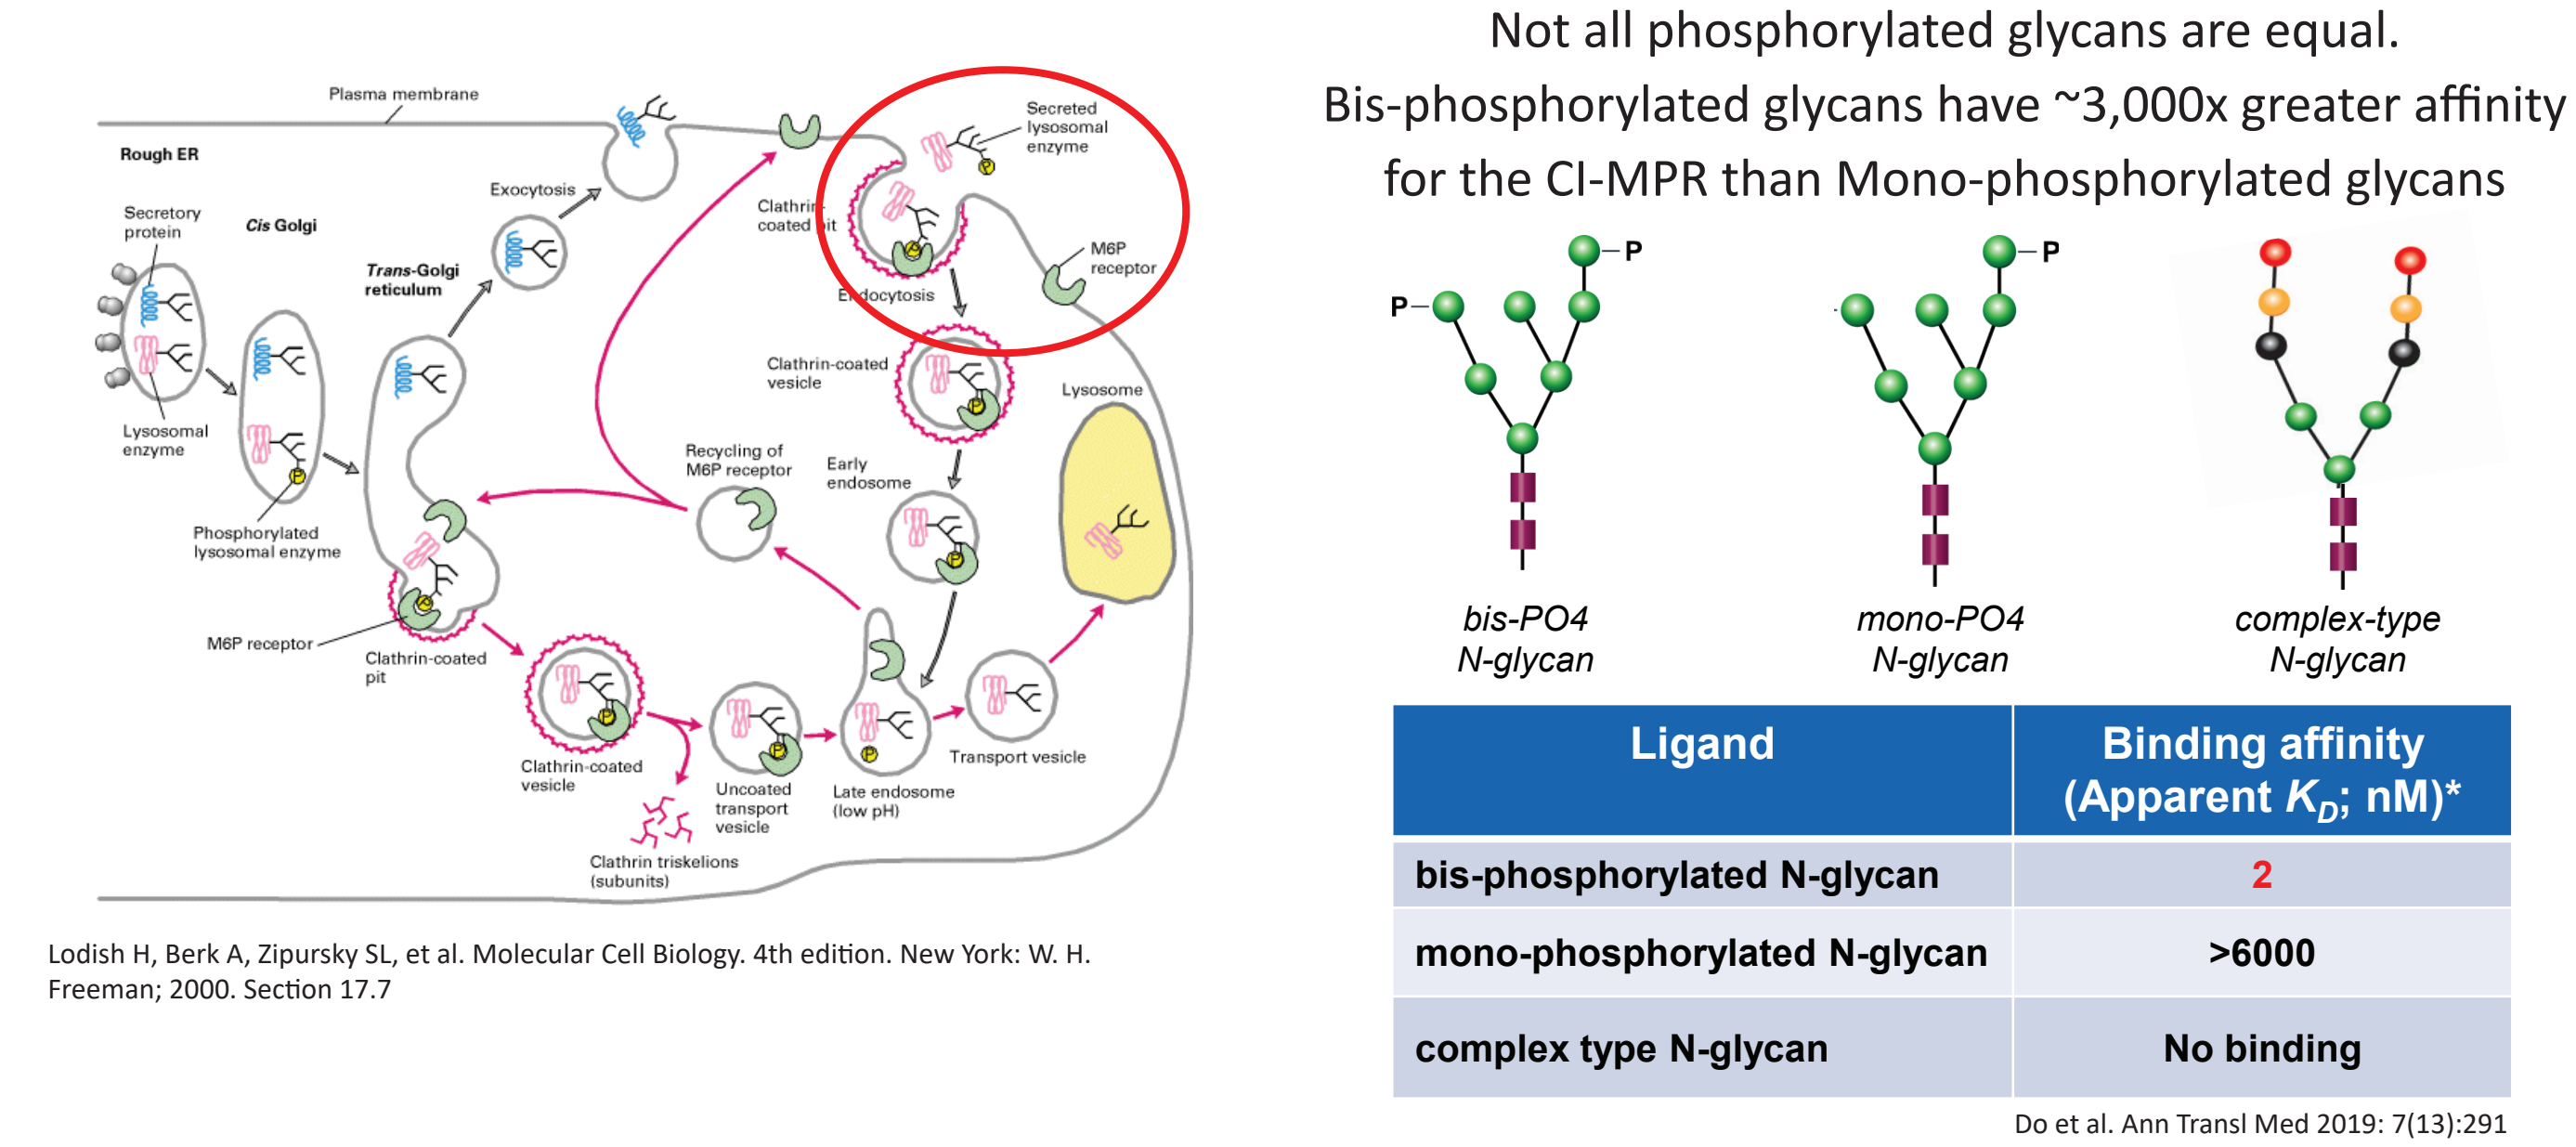 Plasma membrane
Rough ER
Secretory
protein
Cis Golgi
Trans-Golgi
reticulum
Exocytosis
Lysosomal
enzyme
Phosphorylated
lysosomal enzyme
M6P receptor
Clathrin-coated
pit
Clathrin-coated
vesicle
Clathrin triskelions
(subunits)
Uncoated
transport
vesicle
Late endosome
(low pH)
Transport vesicle
Lysosome
Recycling of
M6P receptor
Early
endosome
Clathrin-coated
vesicle
Endocytosis
Clathrin-
coated pit
Secreted
lysosomal
enzyme
M6P
receptor
P
P
P
P
P
P
P
P
P
Lodish H, Berk A, Zipursky SL, et al. Molecular Cell Biology. 4th edition. New York: W. H.
Freeman; 2000. Section 17.7
Not all phosphorylated glycans are equal.
Bis-phosphorylated glycans have ~3,000x greater affinity
for the CI-MPR than Mono-phosphorylated glycans
P
P
P
bis-PO4
N-glycan
mono-PO4
N-glycan
complex-type
N-glycan
Ligand
Binding affinity
(Apparent KD; nM)*
bis-phosphorylated N-glycan
2
mono-phosphorylated N-glycan
>6000
complex type N-glycan
No binding
Do et al. Ann Transl Med 2019: 7(13):291